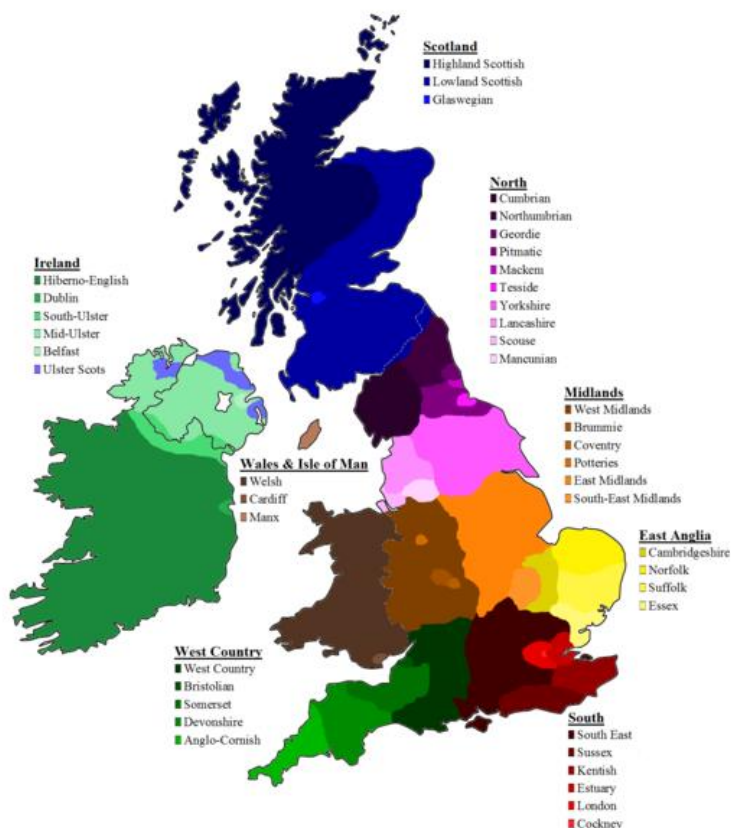 Scotland
Highland Scottish
Lowland Scottish
Glaswegian
North
Cumbrian
Northumbrian
Geordie
Pitmatic
Mackem
Tesside
Yorkshire
Lancashire
Scouse
Mancunian
Ireland
Hiberno-English
Dublin
South-Ulster
Mid-Ulster
Belfast
Ulster Scots
Midlands
West Midlands
Brummie
Coventry
Potteries
East Midlands
South-East Midlands
Wales & Isle of Man
Welsh
Cardiff
Manx
East Anglia
Cambridgeshire
Norfolk
Suffolk
Essex
West Country
West Country
Bristolian
Somerset
Devonshire
Anglo-Cornish
South
South East
Sussex
Kentish
Estuary
London
Cockney